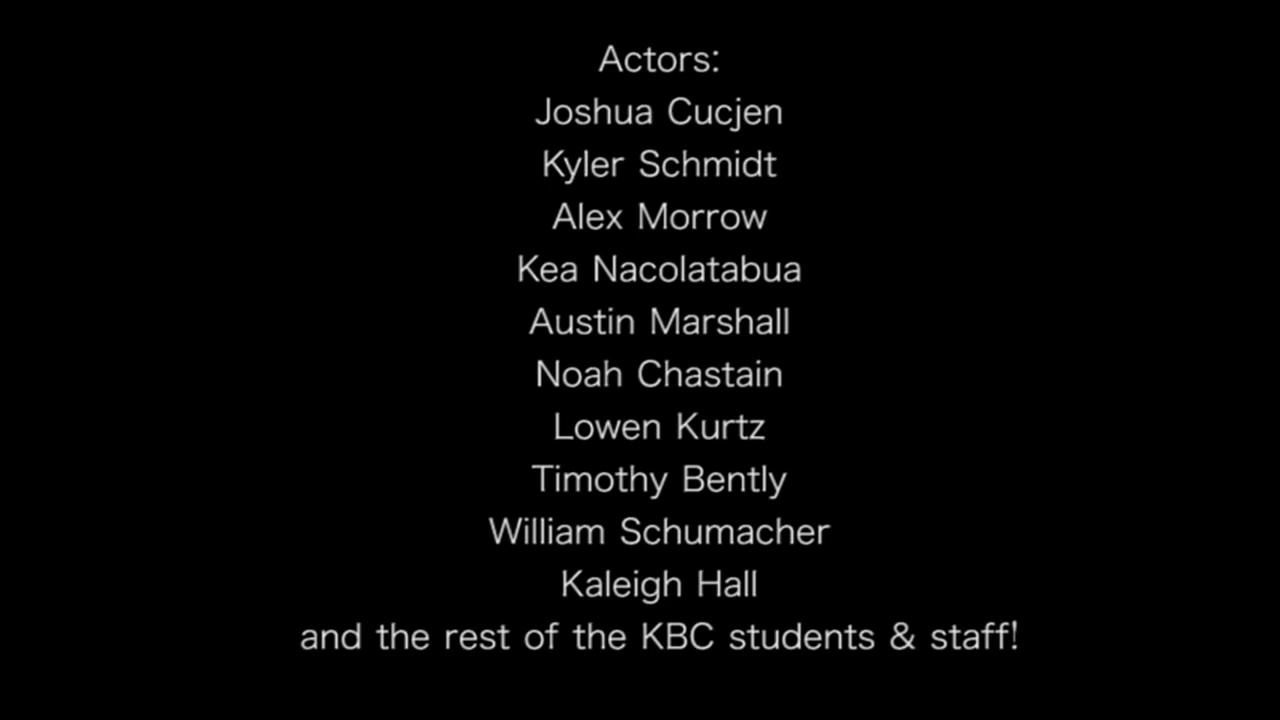 Actors:
Joshua Cucjen
Kyler Schmidt
Alex Morrow
Kea Nacolatabua
Austin Marshall
Noah Chastain
Lowen Kurtz
Timothy Bently
William Schumacher
Kaleigh Hall
and the rest of the KBC students & staff!